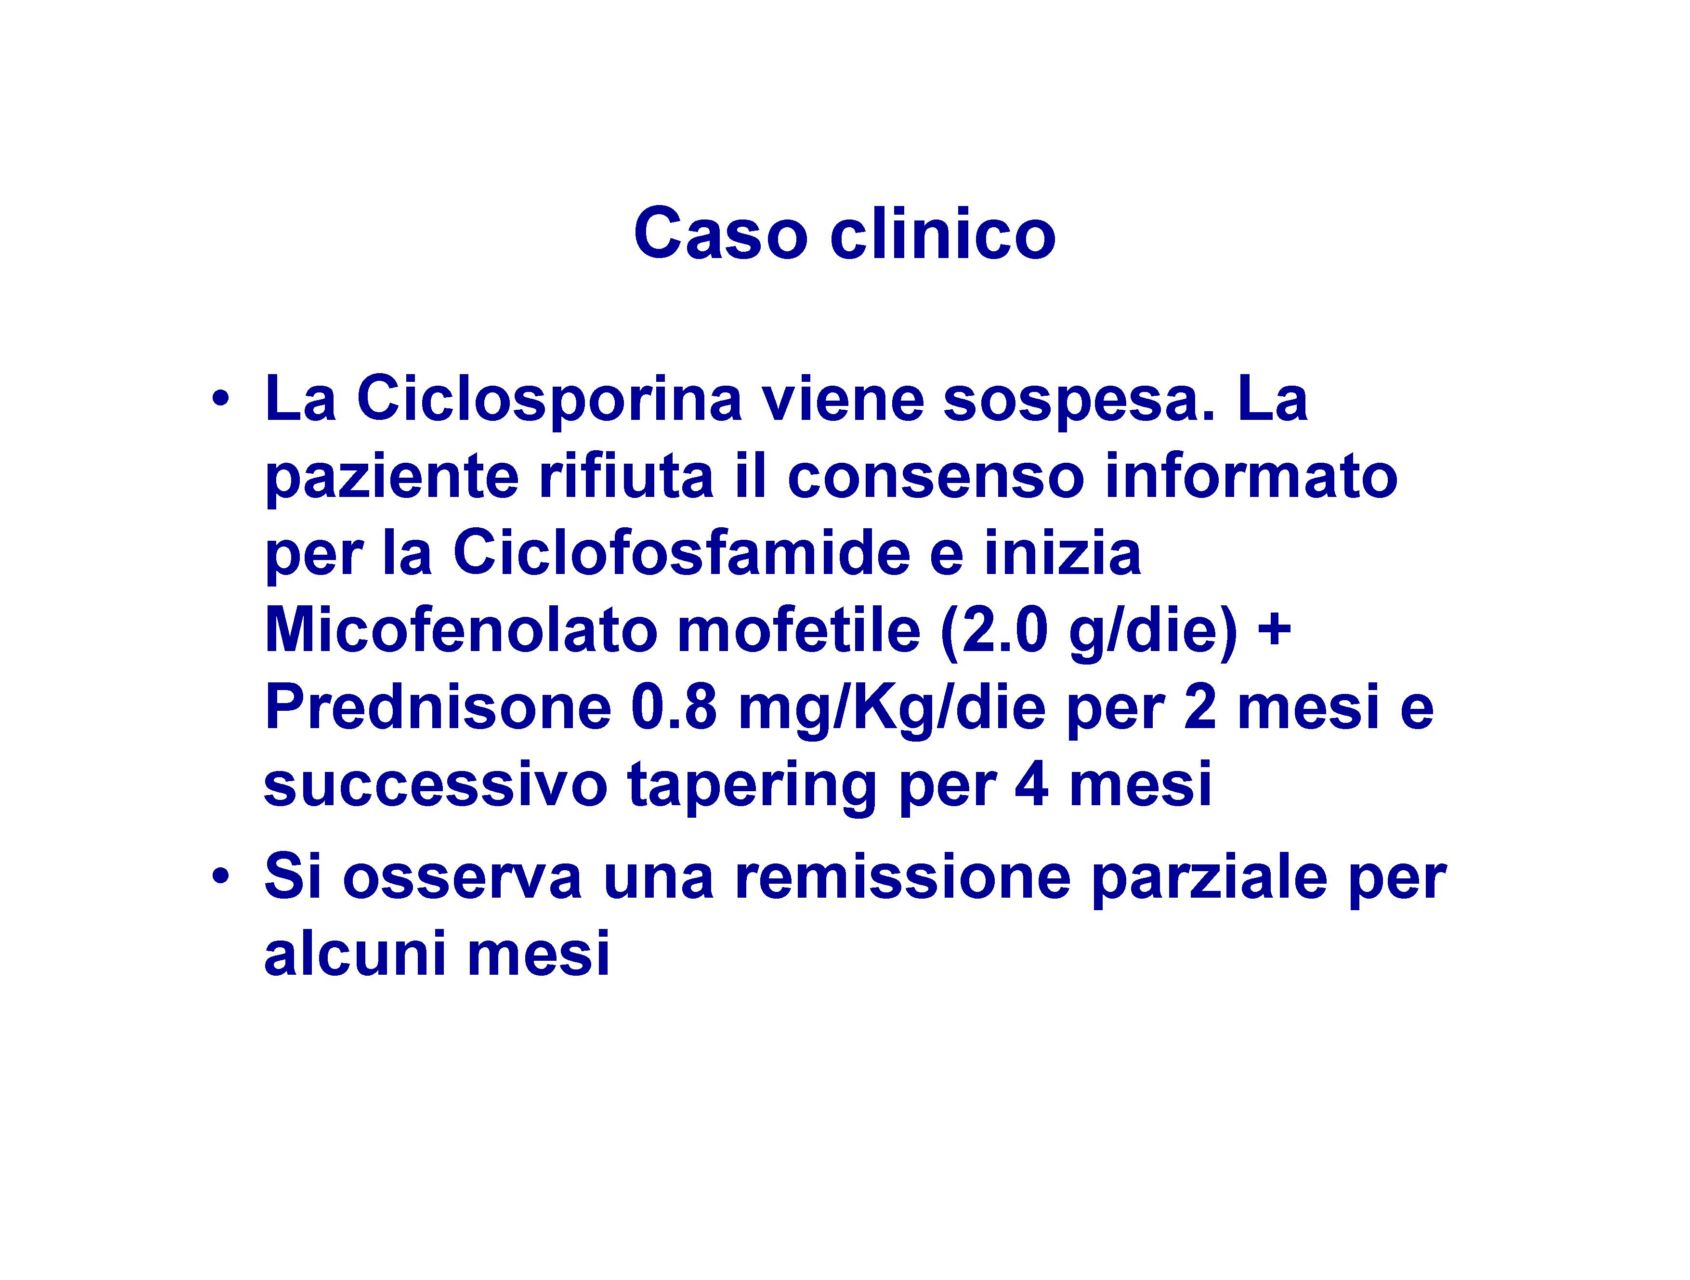 Caso clinico
• La Ciclosporina viene sospesa. La
paziente rifiuta il consenso informato
per la Ciclofosfamide e inizia
Micofenolato mofetile (2.0 g/die) +
Prednisone 0.8 mg/Kg/die per 2 mesi e
successivo tapering per 4 mesi
• Si osserva una remissione parziale per
alcuni mesi